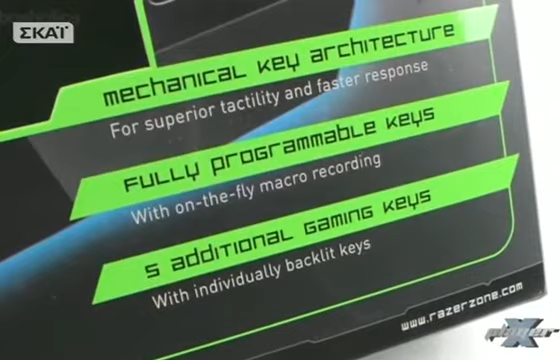 ΣΚΑΪ
mechanical key architecture
For superior tactility and faster response
fully programmable keys
With on-the-fly macro recording
5 additional gaming keys
With individually backlit keys
www.razerzone.com
player
X